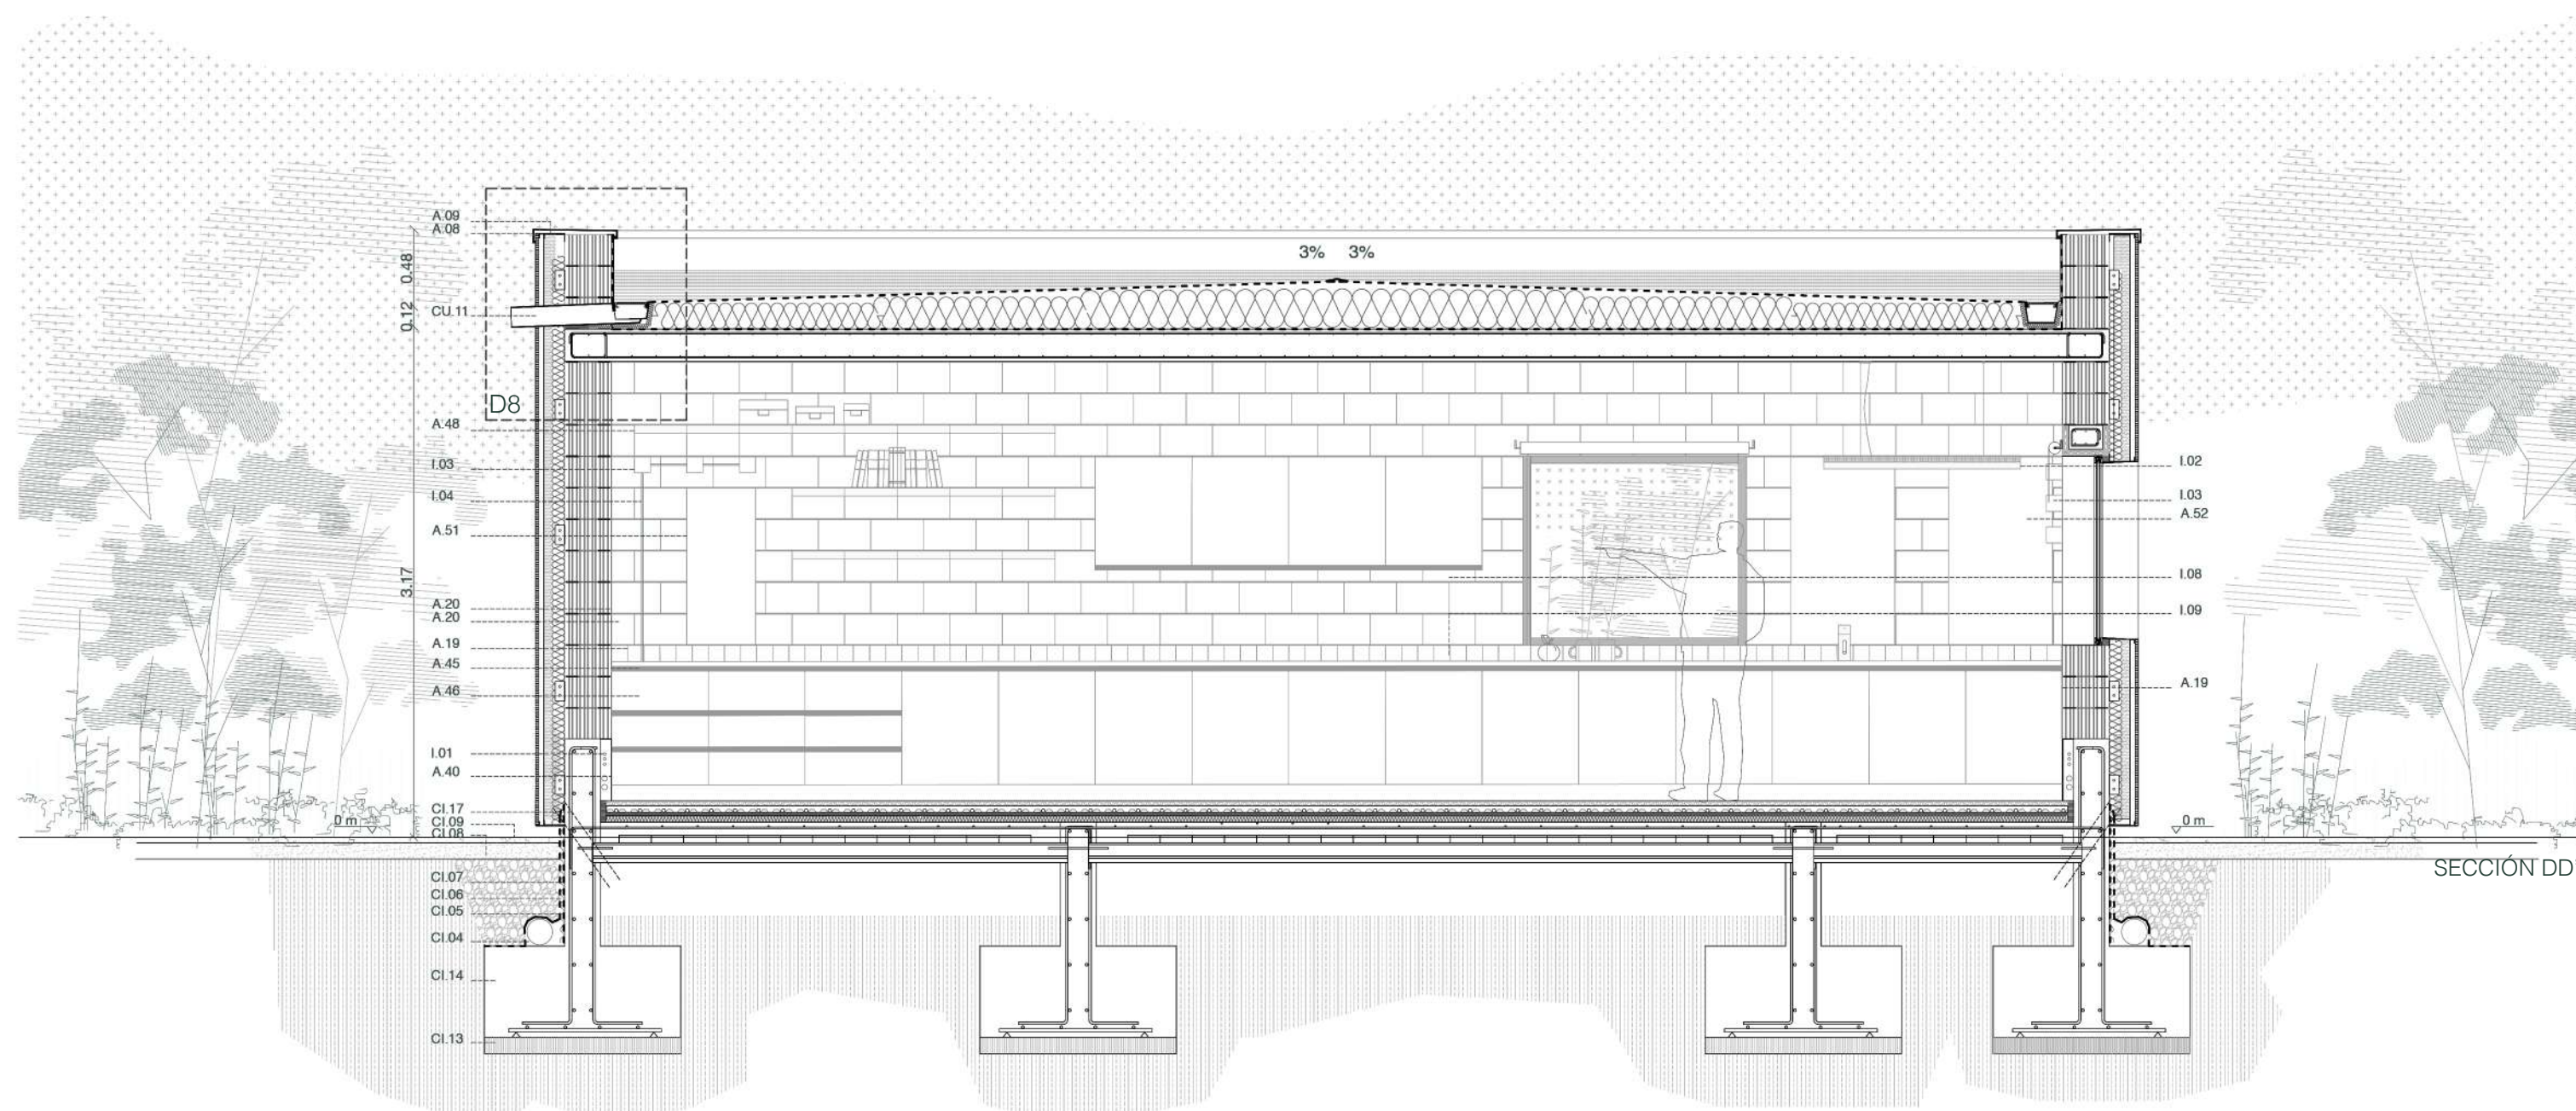 A.09
A.08
3% 3%
0.48
CU.11
0.12
D8
A.48
I.03
I.02
I.04
I.03
A.51
A.52
3.17
I.08
A.20
I.09
A.20
A.19
A.45
A.19
A.46
I.01
A.40
CI.17
CI.09
0 m
0 m
CI.08
SECCIÓN DD
CI.07
CI.06
CI.05
CI.04
CI.14
CI.13